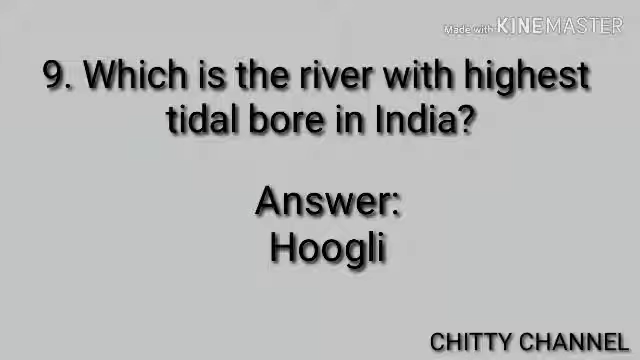 Made with KINEMASTER
9. Which is the river with highest
tidal bore in India?
Answer:
Hoogli
CHITTY CHANNEL